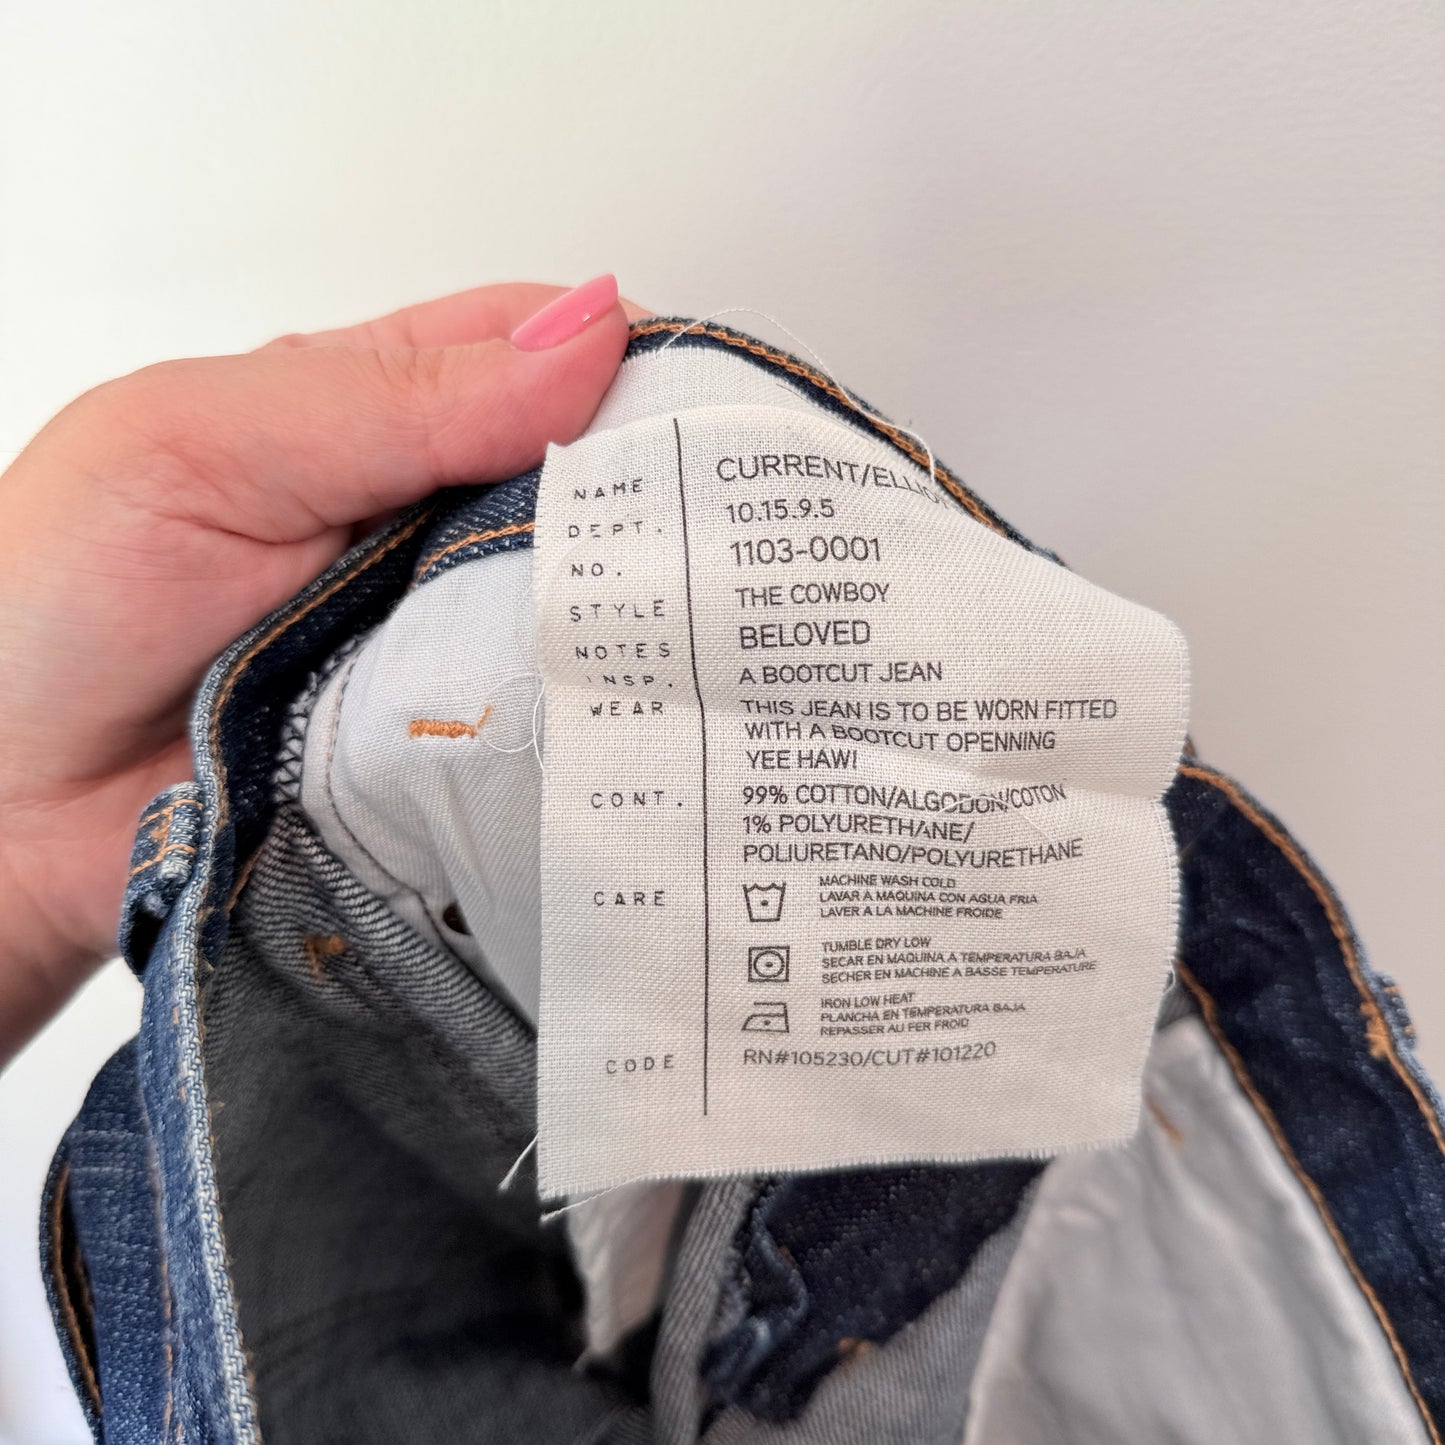 NAME CURRENT/ELLIOT
DEPT. 10.15.9.5
NO. 1103-0001
STYLE THE COWBOY
NOTES BELOVED
INSP. A BOOTCUT JEAN
WEAR THIS JEAN IS TO BE WORN FITTED
WITH A BOOTCUT OPENNING
YEE HAW!
CONT. 99% COTTON/ALGODON/COTON
1% POLYURETHANE/
POLIURETANO/POLYURETHANE
CARE MACHINE WASH COLD
LAVAR A MAQUINA CON AGUA FRIA
LAVER A LA MACHINE FROIDE
TUMBLE DRY LOW
SECAR EN MAQUINA A TEMPERATURA BAJA
SECHER EN MACHINE A BASSE TEMPERATURE
IRON LOW HEAT
PLANCHA EN TEMPERATURA BAJA
REPASSER AU FER FROID
CODE RN#105230/CUT#101220